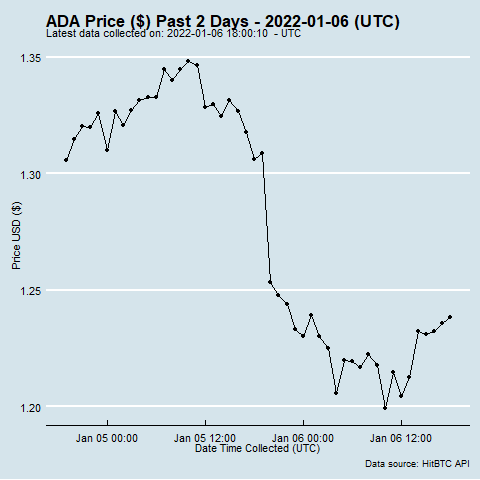 ADA Price ($) Past 2 Days - 2022-01-06 (UTC)
Latest data collected on: 2022-01-06 18:00:10  - UTC
1.35
1.30
1.25
1.20
Price USD ($)
Jan 05 00:00
Jan 05 12:00
Jan 06 00:00
Jan 06 12:00
Date Time Collected (UTC)
Data source: HitBTC API